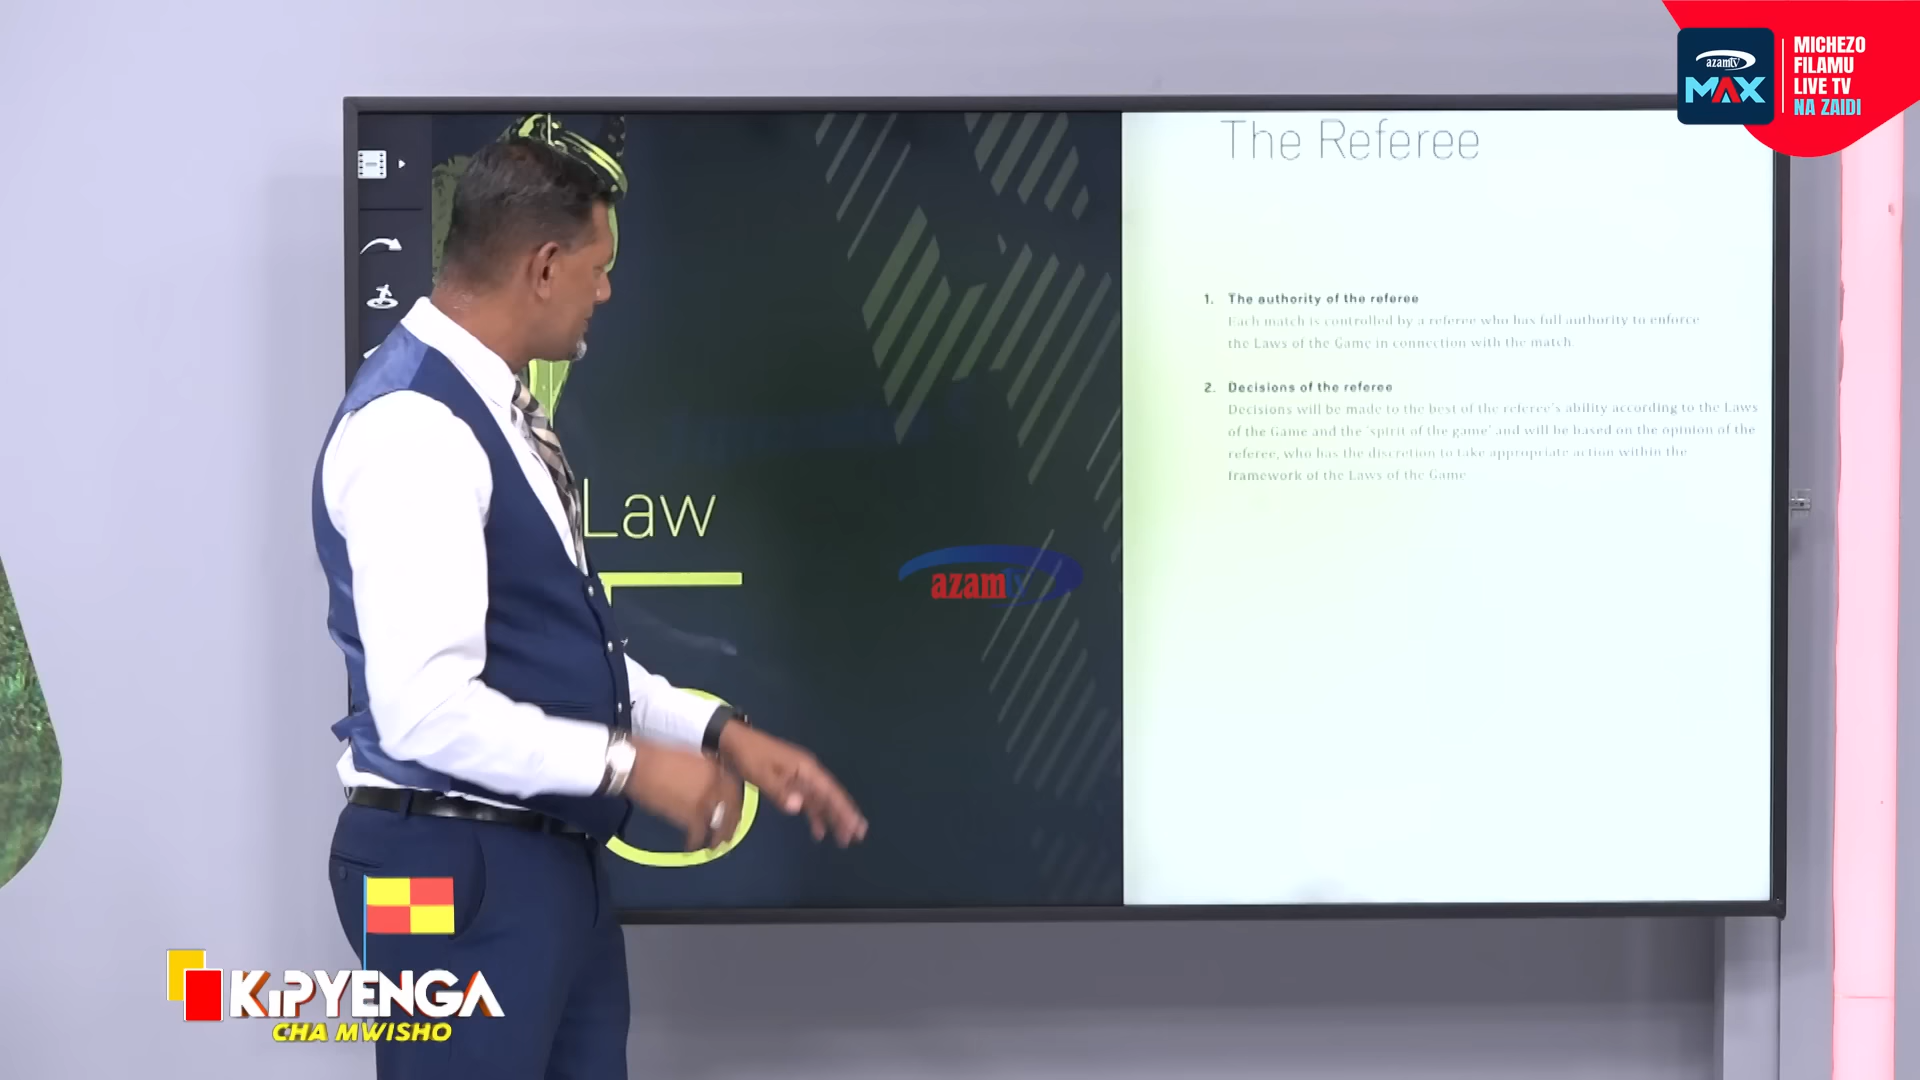 azamtv
MAX
MICHEZO
FILAMU
LIVE TV
NA ZAIDI
The Referee
1. The authority of the referee
Each match is controlled by a referee who has full authority to enforce
the Laws of the Game in connection with the match.
2. Decisions of the referee
Decisions will be made to the best of the referee's ability according to the Laws
of the Game and the 'spirit of the game' and will be based on the opinion of the
referee, who has the discretion to take appropriate action within the
framework of the Laws of the Game.
Law
azamtv
KIPYENGA
CHA MWISHO